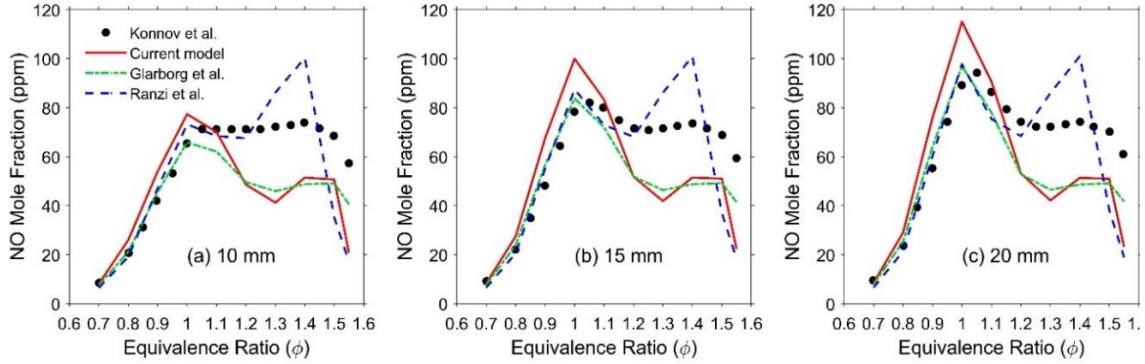 NO Mole Fraction (ppm)
120
100
80
60
40
20
0
Konnov et al.
Current model
Glarborg et al.
Ranzi et al.
(a) 10 mm
0.6 0.7 0.8 0.9 1 1.1 1.2 1.3 1.4 1.5 1.6
Equivalence Ratio (ϕ)
NO Mole Fraction (ppm)
120
100
80
60
40
20
0
(b) 15 mm
0.6 0.7 0.8 0.9 1 1.1 1.2 1.3 1.4 1.5 1.6
Equivalence Ratio (ϕ)
NO Mole Fraction (ppm)
120
100
80
60
40
20
0
(c) 20 mm
0.6 0.7 0.8 0.9 1 1.1 1.2 1.3 1.4 1.5 1.6
Equivalence Ratio (ϕ)